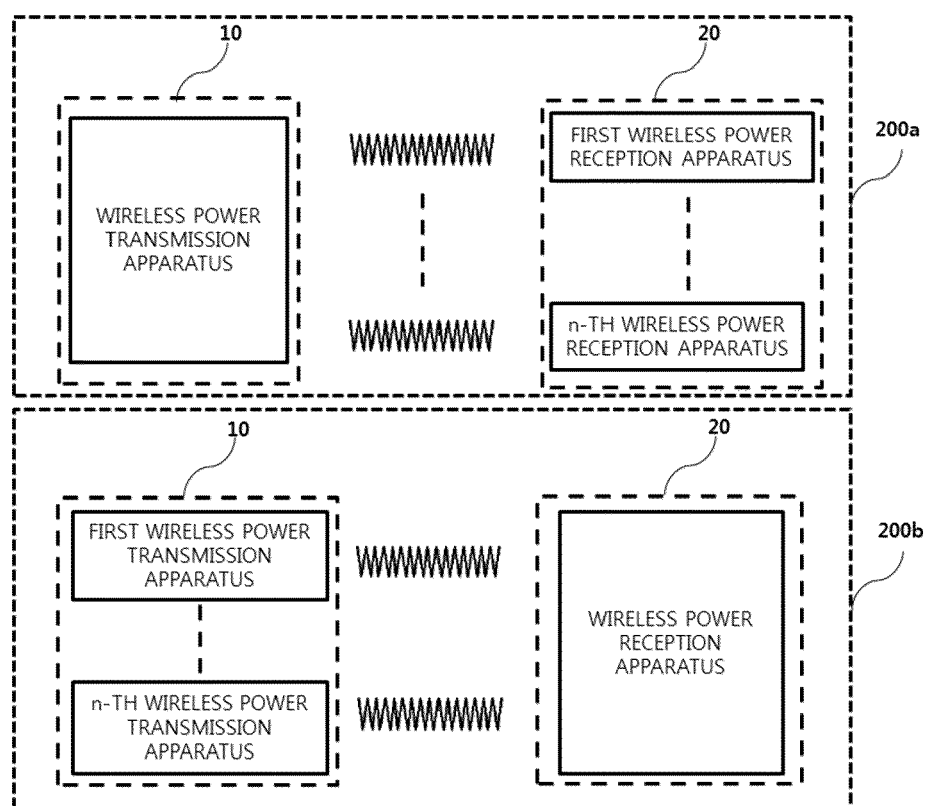 10
20
200a
WIRELESS POWER
TRANSMISSION
APPARATUS
FIRST WIRELESS POWER
RECEPTION APPARATUS
n-TH WIRELESS POWER
RECEPTION APPARATUS
10
20
200b
FIRST WIRELESS POWER
TRANSMISSION
APPARATUS
n-TH WIRELESS POWER
TRANSMISSION
APPARATUS
WIRELESS POWER
RECEPTION
APPARATUS